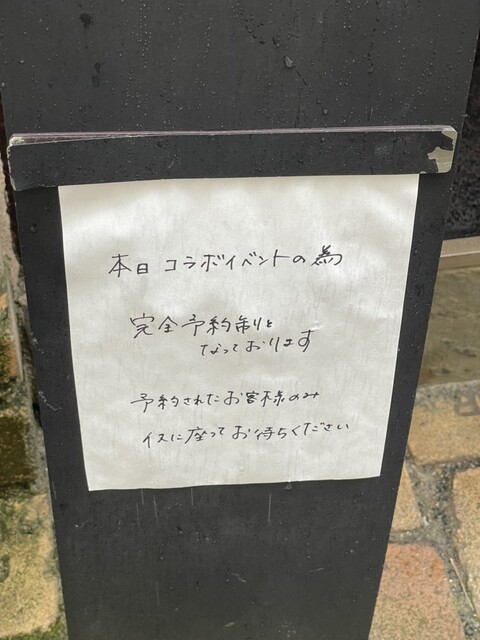 本日 コラボイベントの為
完全予約制と
なっております
予約されたお客様のみ
イスに座ってお待ちください